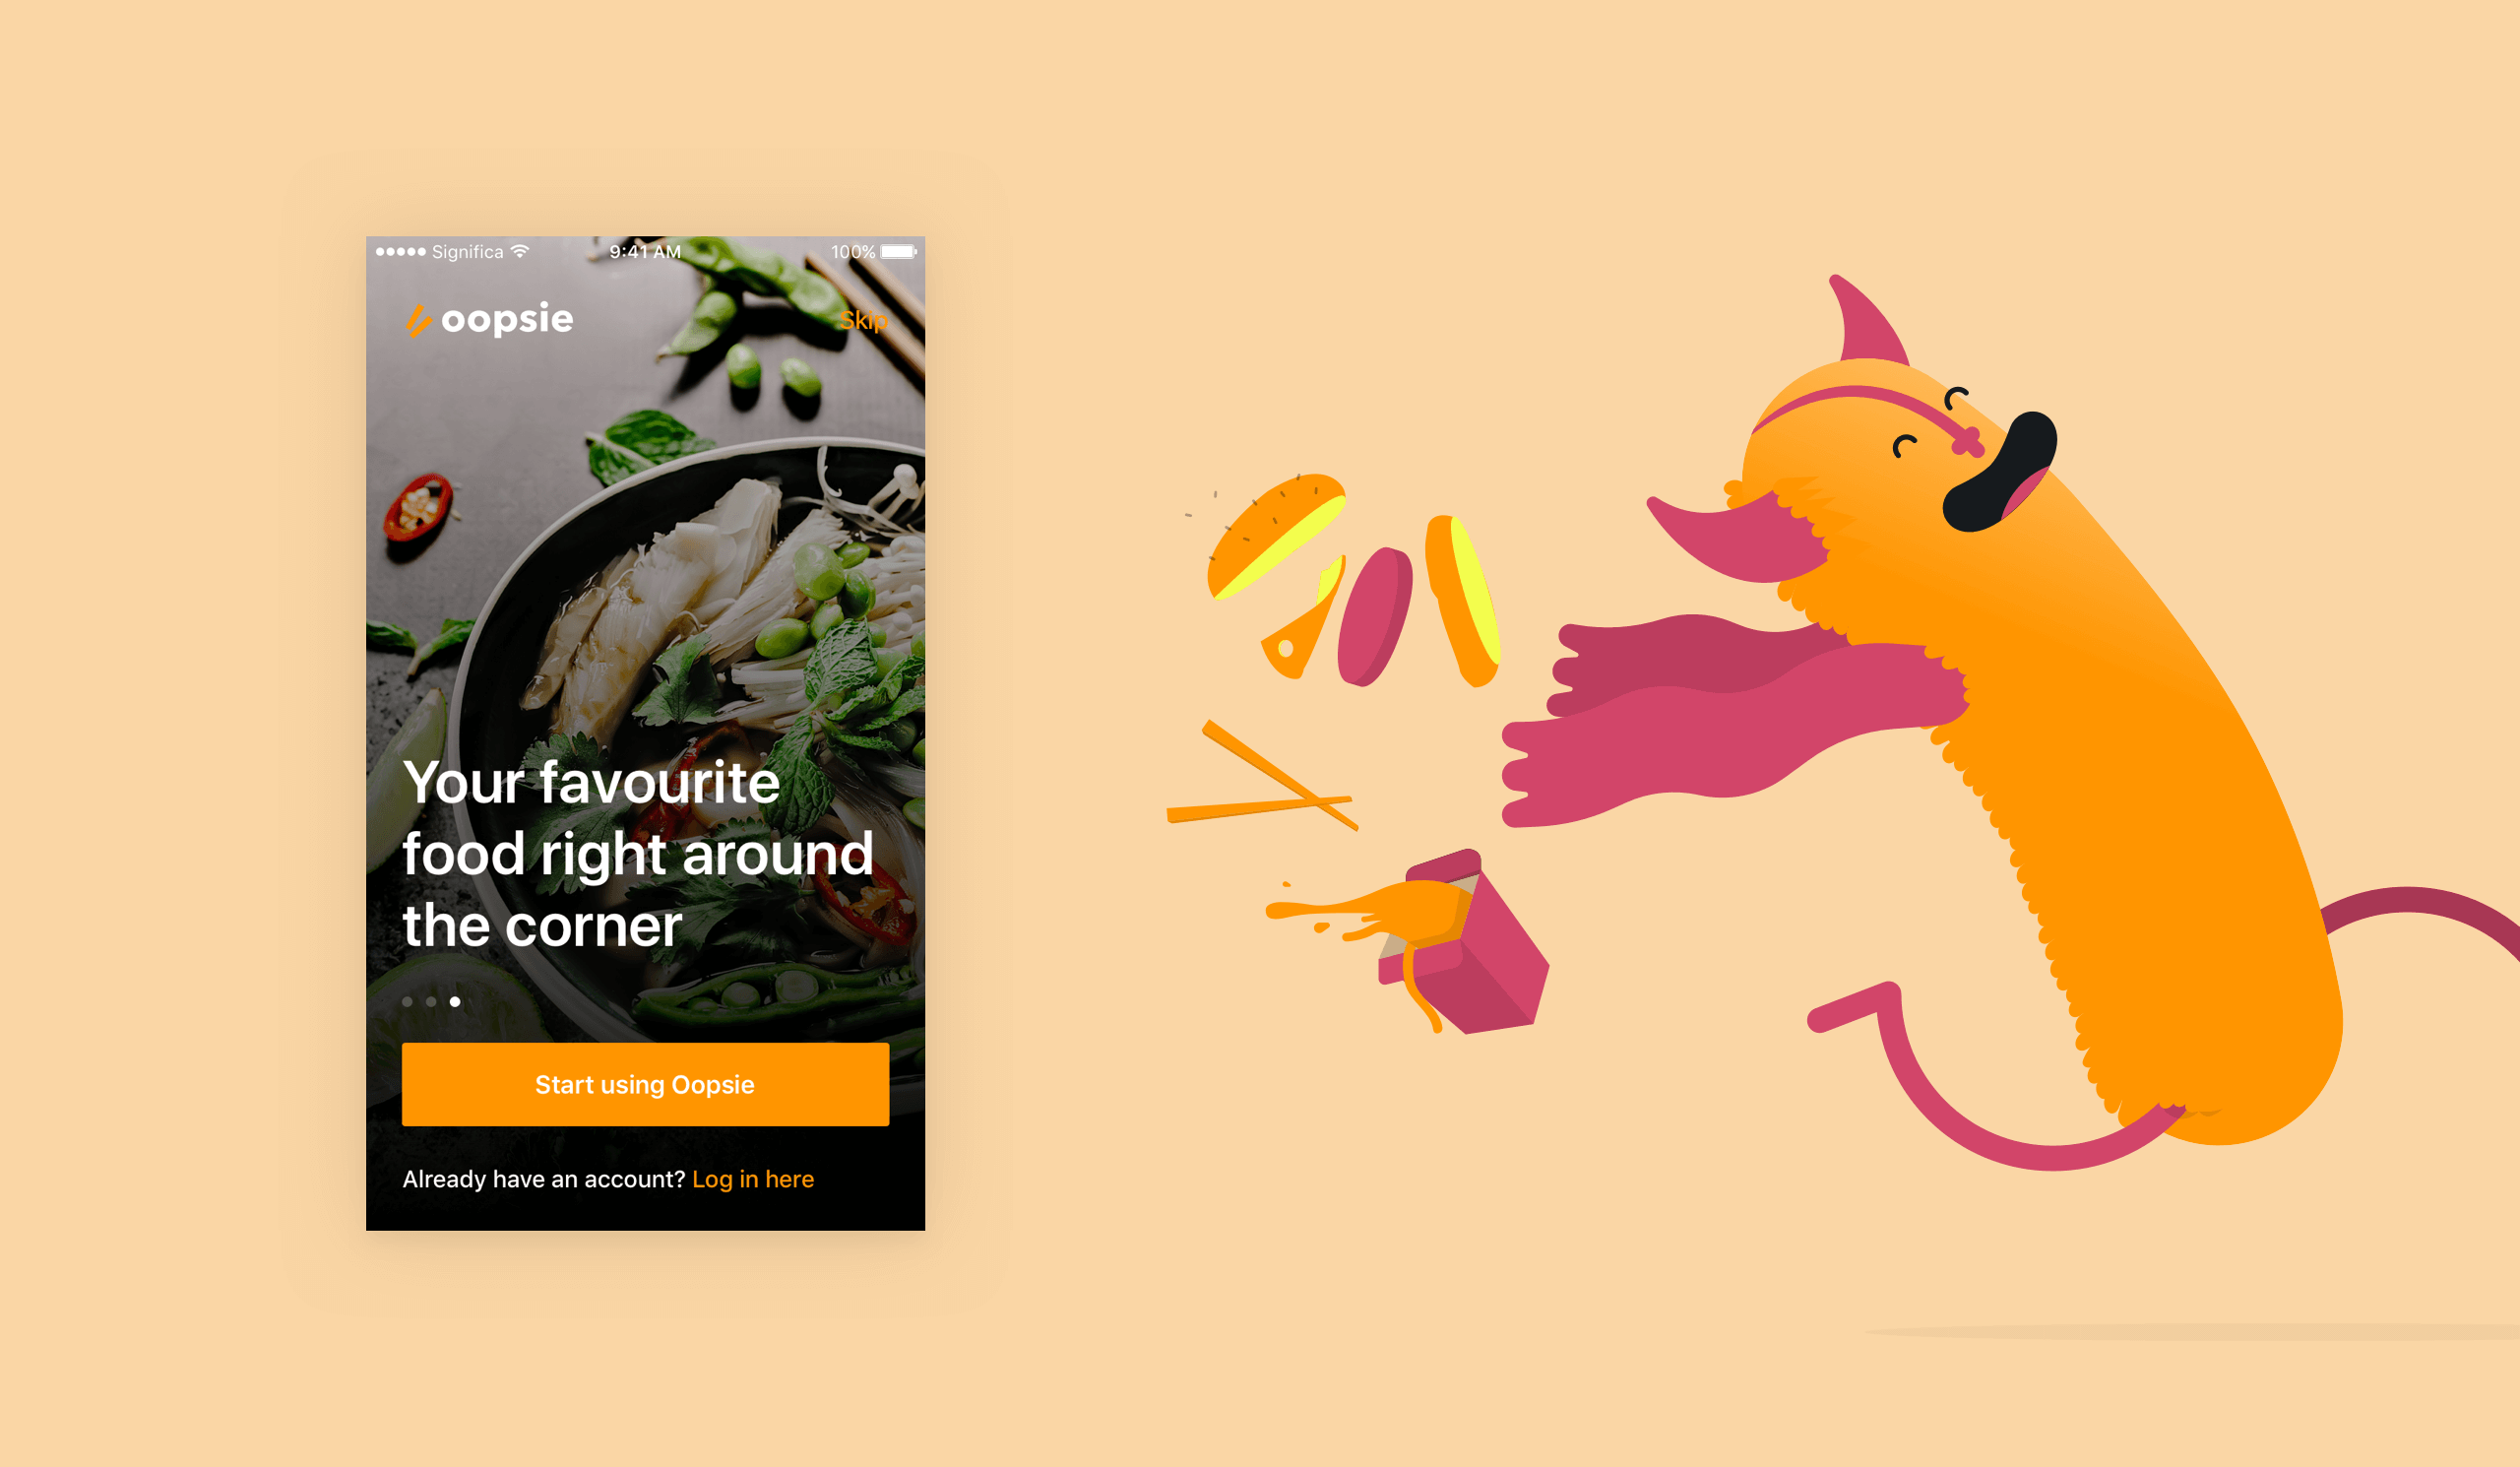 Significa 9:41 AM 100%
oopsie Skip
Your favourite
food right around
the corner
Start using Oopsie
Already have an account? Log in here